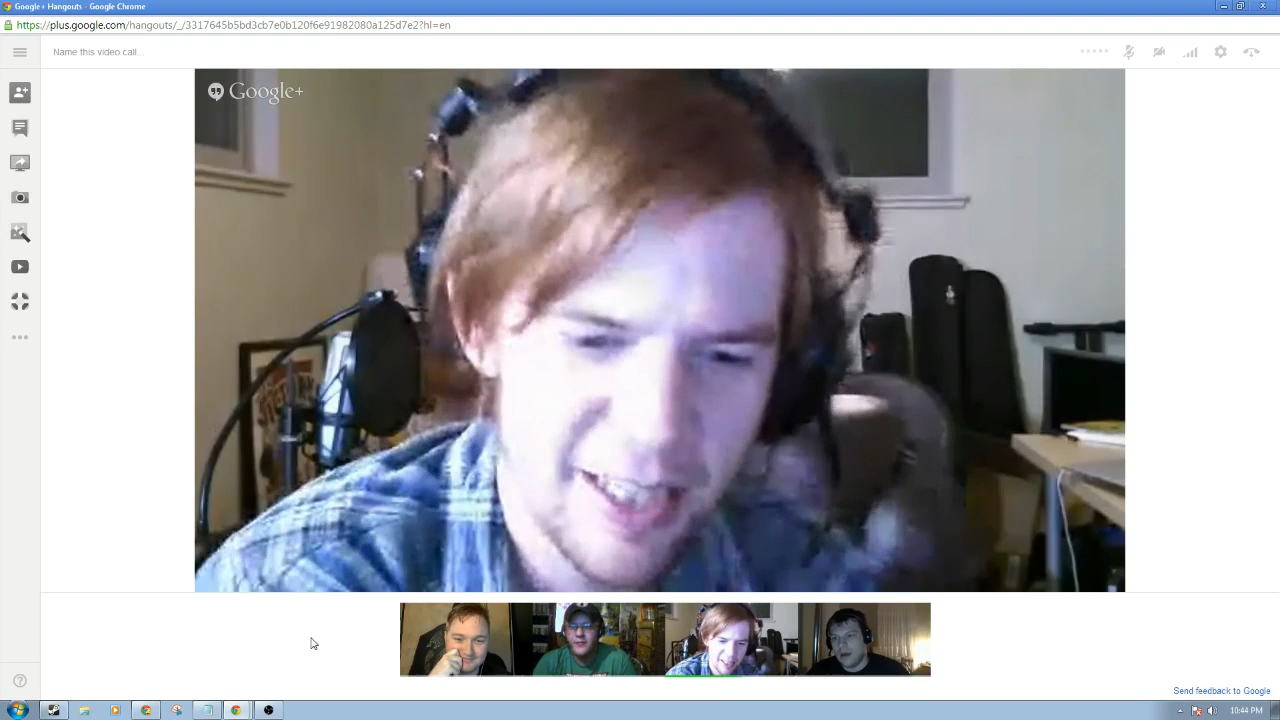 Google+ Hangouts - Google Chrome
https://plus.google.com/hangouts/_/3317645b5bd3cb7e0b120f6e91982080a125d7e2?hl=en
Name this video call...
Google+
Send feedback to Google
10:44 PM